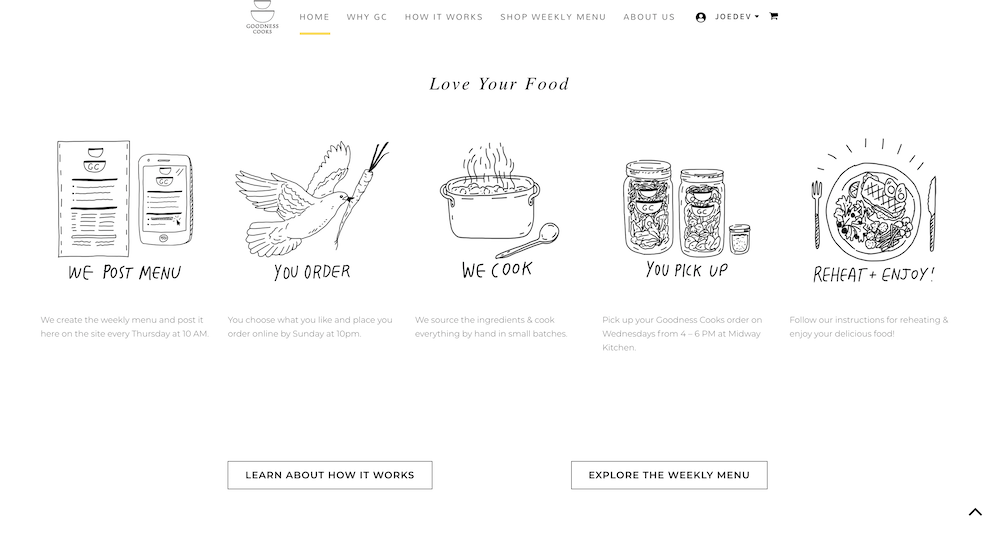 GOODNESS
COOKS
HOME WHY GC HOW IT WORKS SHOP WEEKLY MENU ABOUT US JOEDEV
Love Your Food
GC
GC
GC
GC
WE POST MENU
YOU ORDER
WE COOK
YOU PICK UP
REHEAT + ENJOY!
We create the weekly menu and post it
here on the site every Thursday at 10 AM.
You choose what you like and place you
order online by Sunday at 10pm.
We source the ingredients & cook
everything by hand in small batches.
Pick up your Goodness Cooks order on
Wednesdays from 4 – 6 PM at Midway
Kitchen.
Follow our instructions for reheating &
enjoy your delicious food!
LEARN ABOUT HOW IT WORKS
EXPLORE THE WEEKLY MENU